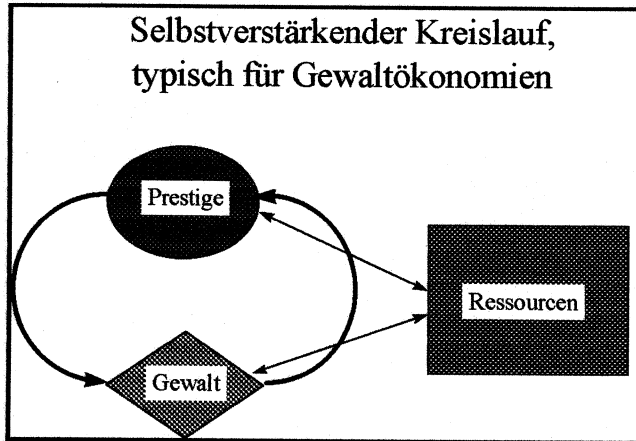 Selbstverstärkender Kreislauf,
typisch für Gewaltökonomien
Prestige
Ressourcen
Gewalt